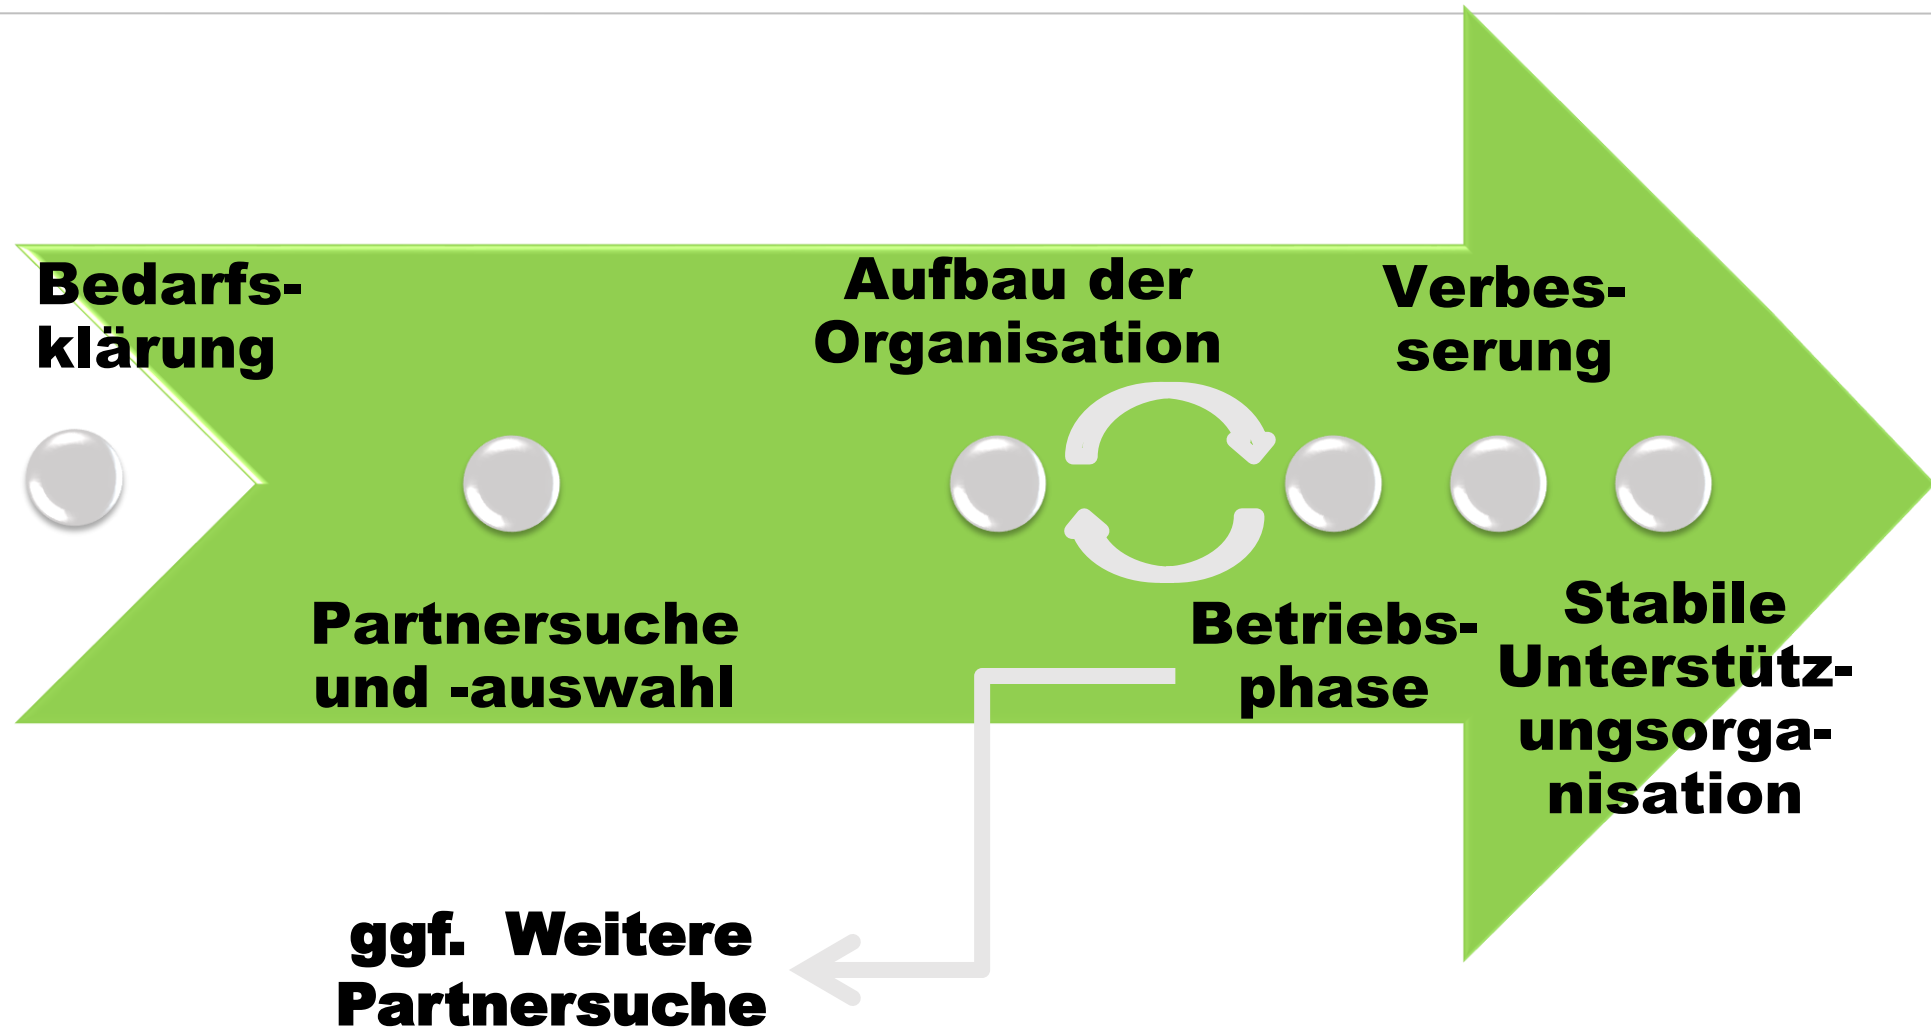 Bedarfs-
klärung
Partnersuche
und -auswahl
Aufbau der
Organisation
Betriebs-
phase
Verbes-
serung
Stabile
Unterstütz-
ungsorga-
nisation
ggf. Weitere
Partnersuche